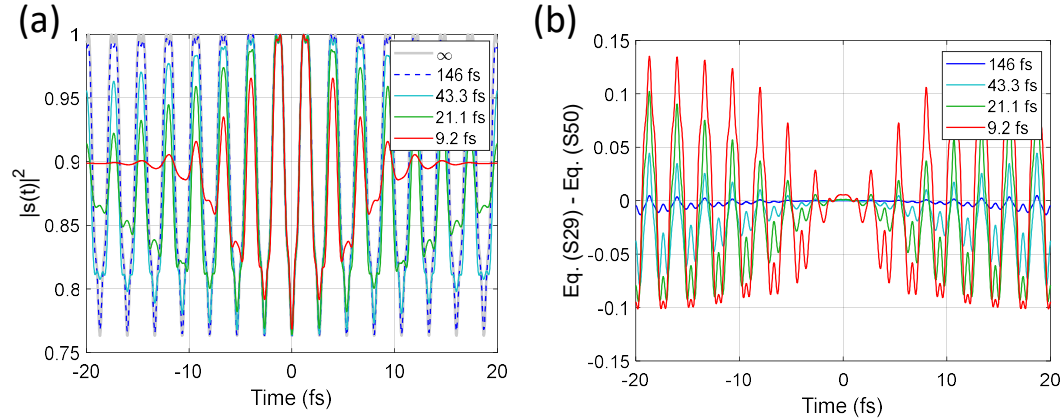 (a)
|s(t)|²
1
0.95
0.9
0.85
0.8
0.75
-20
-10
0
10
20
Time (fs)
∞
146 fs
43.3 fs
21.1 fs
9.2 fs
(b)
Eq. (S29) - Eq. (S50)
0.15
0.1
0.05
0
-0.05
-0.1
-0.15
-20
-10
0
10
20
Time (fs)
146 fs
43.3 fs
21.1 fs
9.2 fs